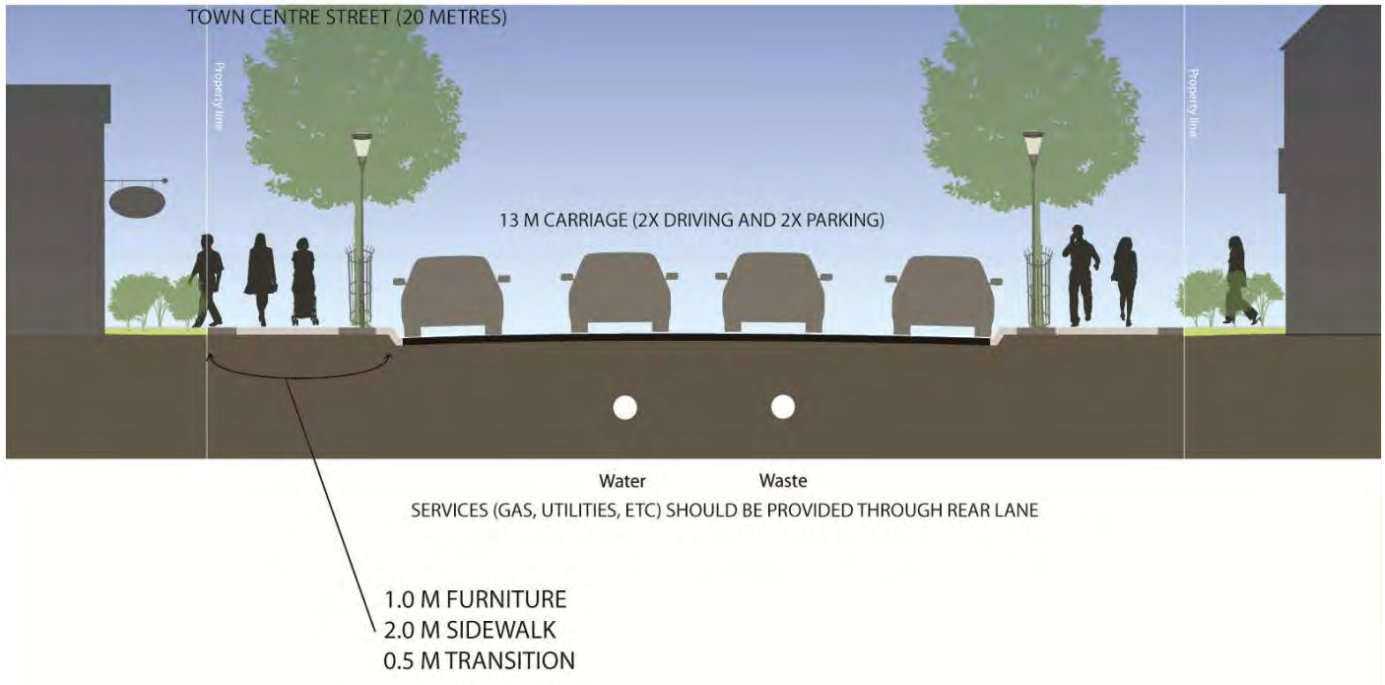 TOWN CENTRE STREET (20 METRES)
Property line
Property line
13 M CARRIAGE (2X DRIVING AND 2X PARKING)
Water
Waste
SERVICES (GAS, UTILITIES, ETC) SHOULD BE PROVIDED THROUGH REAR LANE
1.0 M FURNITURE
2.0 M SIDEWALK
0.5 M TRANSITION